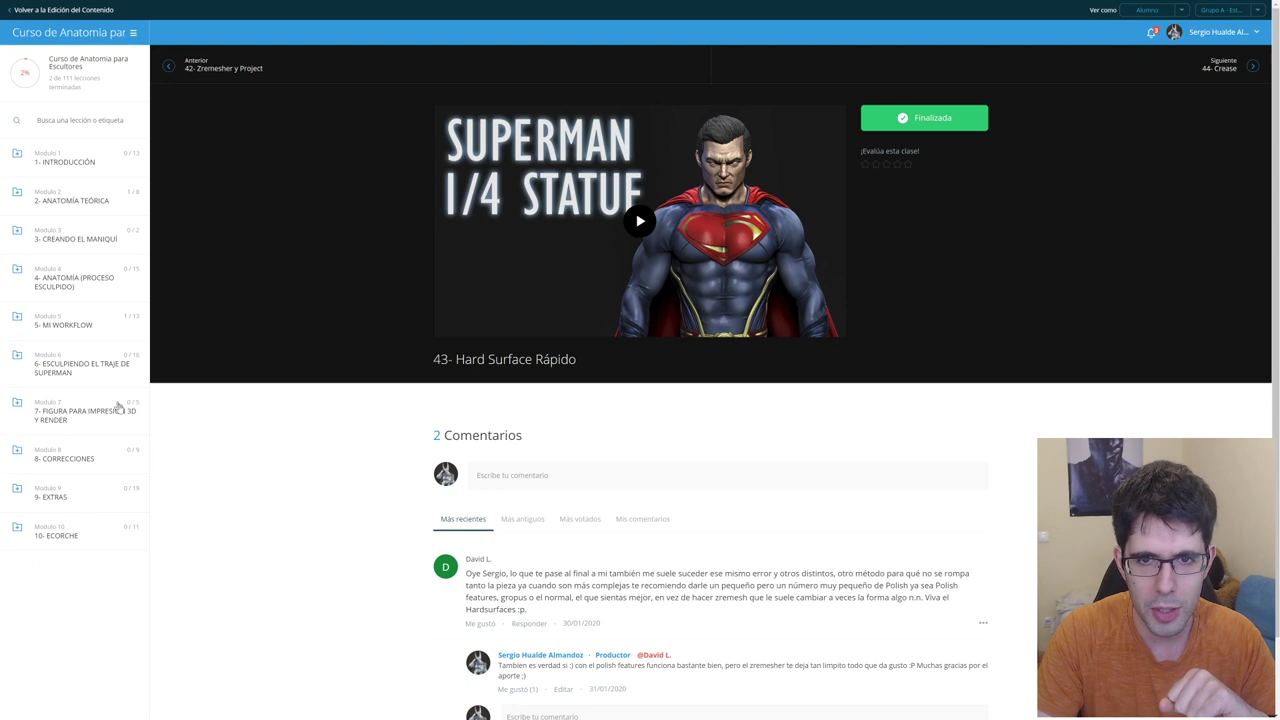 Volver a la Edición del Contenido
Ver como
Alumno
Grupo A - Est...
Curso de Anatomia par
3
Sergio Hualde Al...
2%
Curso de Anatomia para
Escultores
2 de 111 lecciones
terminadas
Anterior
42- Zremesher y Project
Siguiente
44- Crease
Busca una lección o etiqueta
Modulo 1
0 / 13
1- INTRODUCCIÓN
Modulo 2
1 / 8
2- ANATOMÍA TEÓRICA
Modulo 3
0 / 2
3- CREANDO EL MANIQUÍ
Modulo 4
0 / 15
4- ANATOMÍA (PROCESO
ESCULPIDO)
Modulo 5
1 / 13
5- MI WORKFLOW
Modulo 6
0 / 16
6- ESCULPIENDO EL TRAJE DE
SUPERMAN
Modulo 7
0 / 5
7- FIGURA PARA 3D
Y RENDER
Modulo 8
0 / 9
8- CORRECCIONES
Modulo 9
0 / 19
9- EXTRAS
Modulo 10
0 / 11
10- ECORCHE
SUPERMAN
1/4 STATUE
Finalizada
¡Evalúa esta clase!
43- Hard Surface Rápido
2 Comentarios
Escribe tu comentario
Más recientes
Más antiguos
Más votados
Mis comentarios
D
David L.
Oye Sergio, lo que te pase al final a mi también me suele suceder ese mismo error y otros distintos, otro método para qué no se rompa
tanto la pieza ya cuando son más complejas te recomiendo darle un pequeño pero un número muy pequeño de Polish ya sea Polish
features, gropus o el normal, el que sientas mejor, en vez de hacer zremesh que le suele cambiar a veces la forma algo n.n. Viva el
Hardsurfaces :p.
Me gustó · Responder · 30/01/2020
Sergio Hualde Almandoz · Productor @David L.
Tambien es verdad si :) con el polish features funciona bastante bien, pero el zremesher te deja tan limpito todo que da gusto :P Muchas gracias por el
aporte ;)
Me gustó (1) · Editar · 31/01/2020
Escribe tu comentario